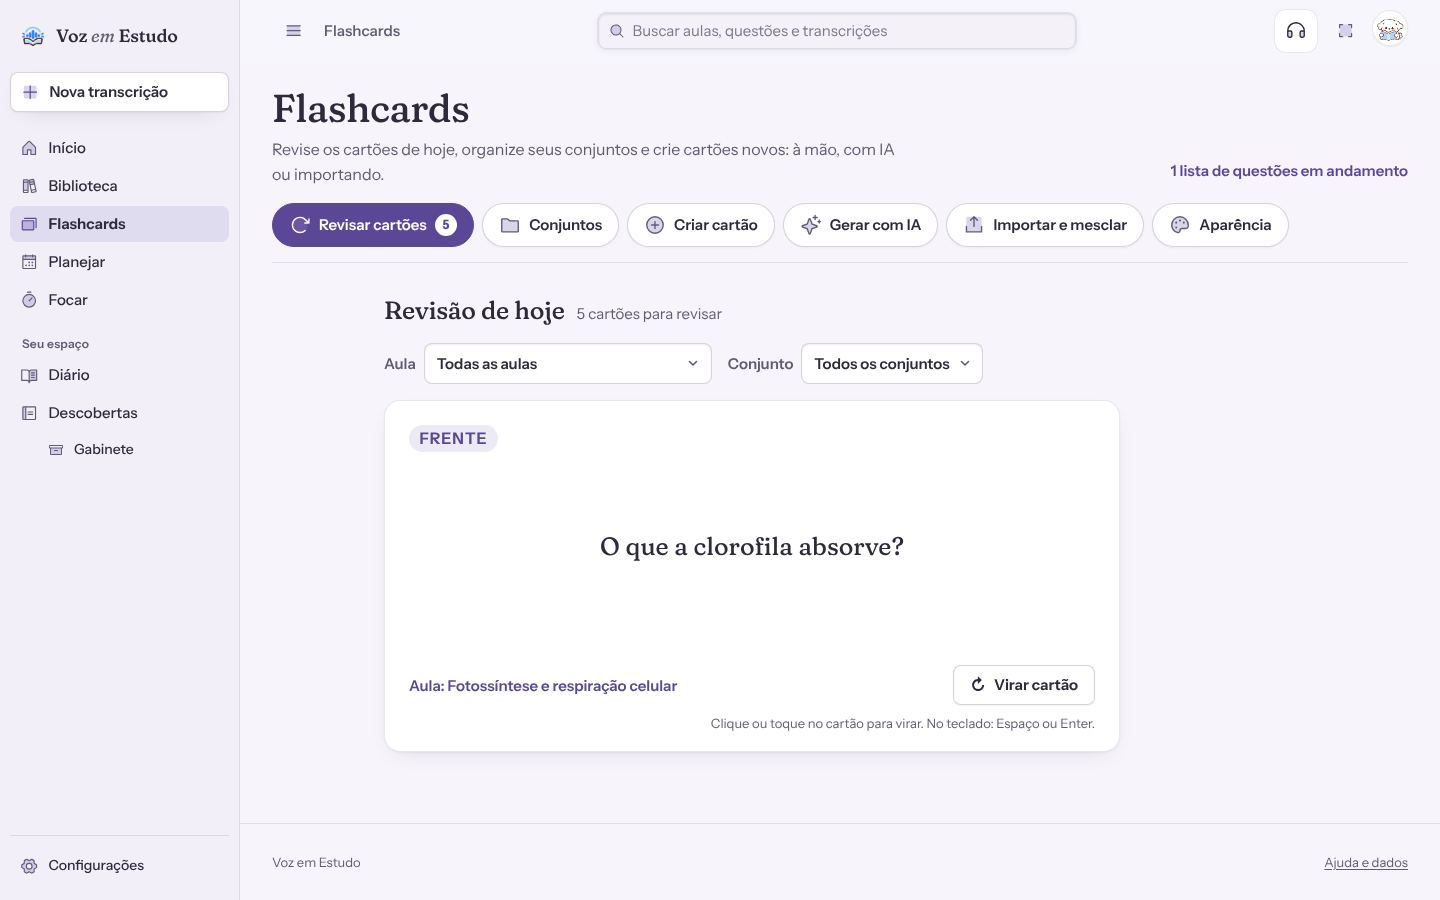 Voz em Estudo
Flashcards
Buscar aulas, questões e transcrições
Nova transcrição
Início
Biblioteca
Flashcards
Planejar
Focar
Seu espaço
Diário
Descobertas
Gabinete
Configurações
Flashcards
Revise os cartões de hoje, organize seus conjuntos e crie cartões novos: à mão, com IA
ou importando.
1 lista de questões em andamento
Revisar cartões 5
Conjuntos
Criar cartão
Gerar com IA
Importar e mesclar
Aparência
Revisão de hoje 5 cartões para revisar
Aula Todas as aulas Conjunto Todos os conjuntos
FRENTE
O que a clorofila absorve?
Aula: Fotossíntese e respiração celular
Virar cartão
Clique ou toque no cartão para virar. No teclado: Espaço ou Enter.
Voz em Estudo
Ajuda e dados